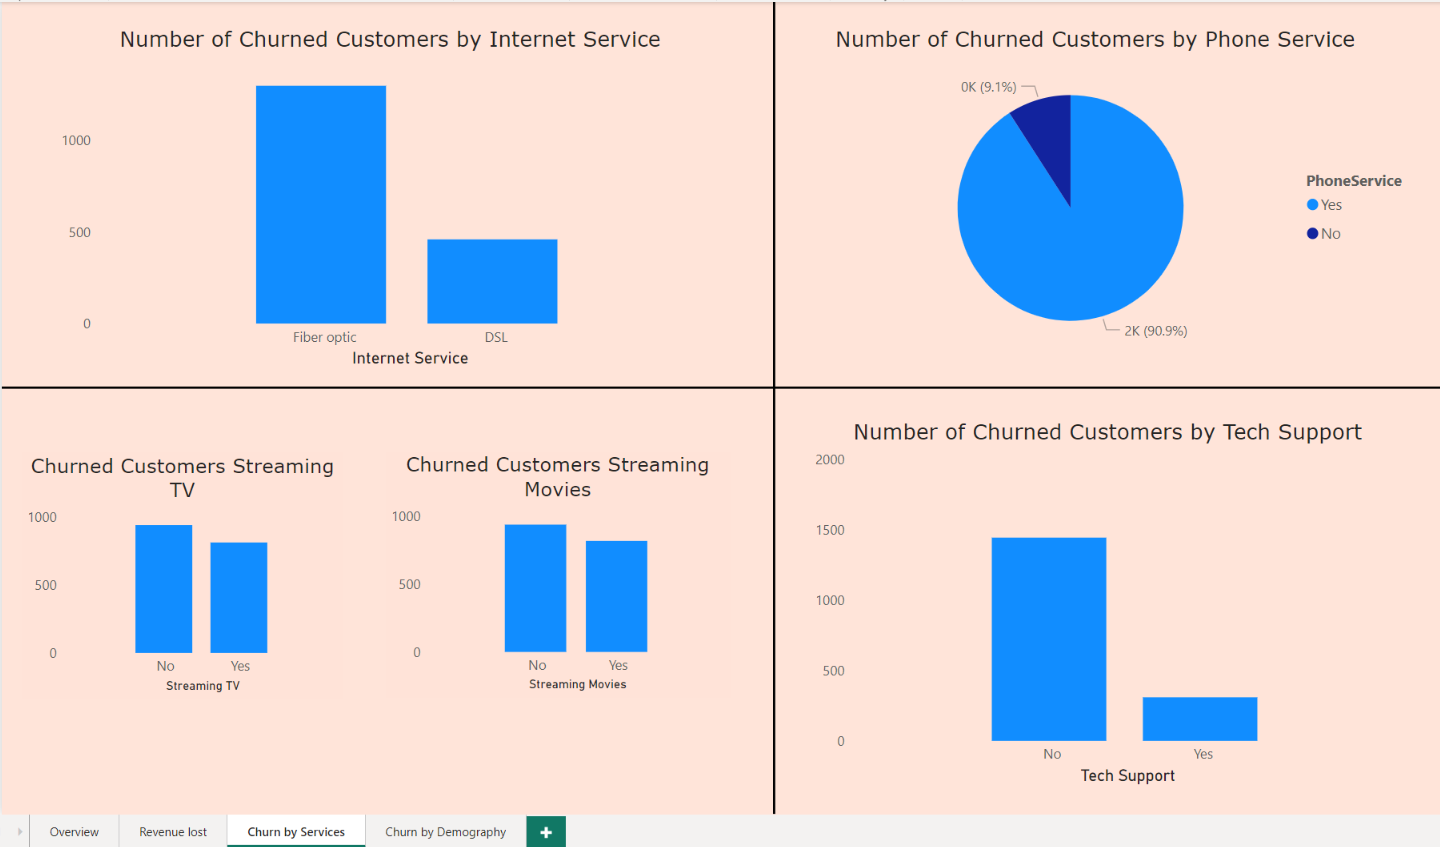 Number of Churned Customers by Internet Service
1000
500
0
Fiber optic
DSL
Internet Service
Number of Churned Customers by Phone Service
0K (9.1%)
2K (90.9%)
PhoneService
Yes
No
Churned Customers Streaming
TV
1000
500
0
No
Yes
Streaming TV
Churned Customers Streaming
Movies
1000
500
0
No
Yes
Streaming Movies
Number of Churned Customers by Tech Support
2000
1500
1000
500
0
No
Yes
Tech Support
Overview
Revenue lost
Churn by Services
Churn by Demography